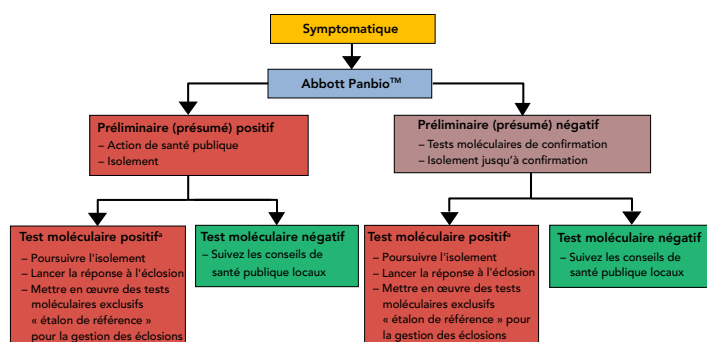 Symptomatique
Abbott Panbio™
Préliminaire (présumé) positif
– Action de santé publique
– Isolement
Préliminaire (présumé) négatif
– Tests moléculaires de confirmation
– Isolement jusqu'à confirmation
Test moléculaire positifᵃ
– Poursuivre l'isolement
– Lancer la réponse à l'éclosion
– Mettre en œuvre des tests
moléculaires exclusifs
« étalon de référence »
pour la gestion des éclosions
Test moléculaire négatif
– Suivez les conseils de
santé publique locaux
Test moléculaire positifᵃ
– Poursuivre l'isolement
– Lancer la réponse à l'éclosion
– Mettre en œuvre des tests
moléculaires exclusifs
« étalon de référence » pour
la gestion des éclosions
Test moléculaire négatif
– Suivez les conseils de
santé publique locaux